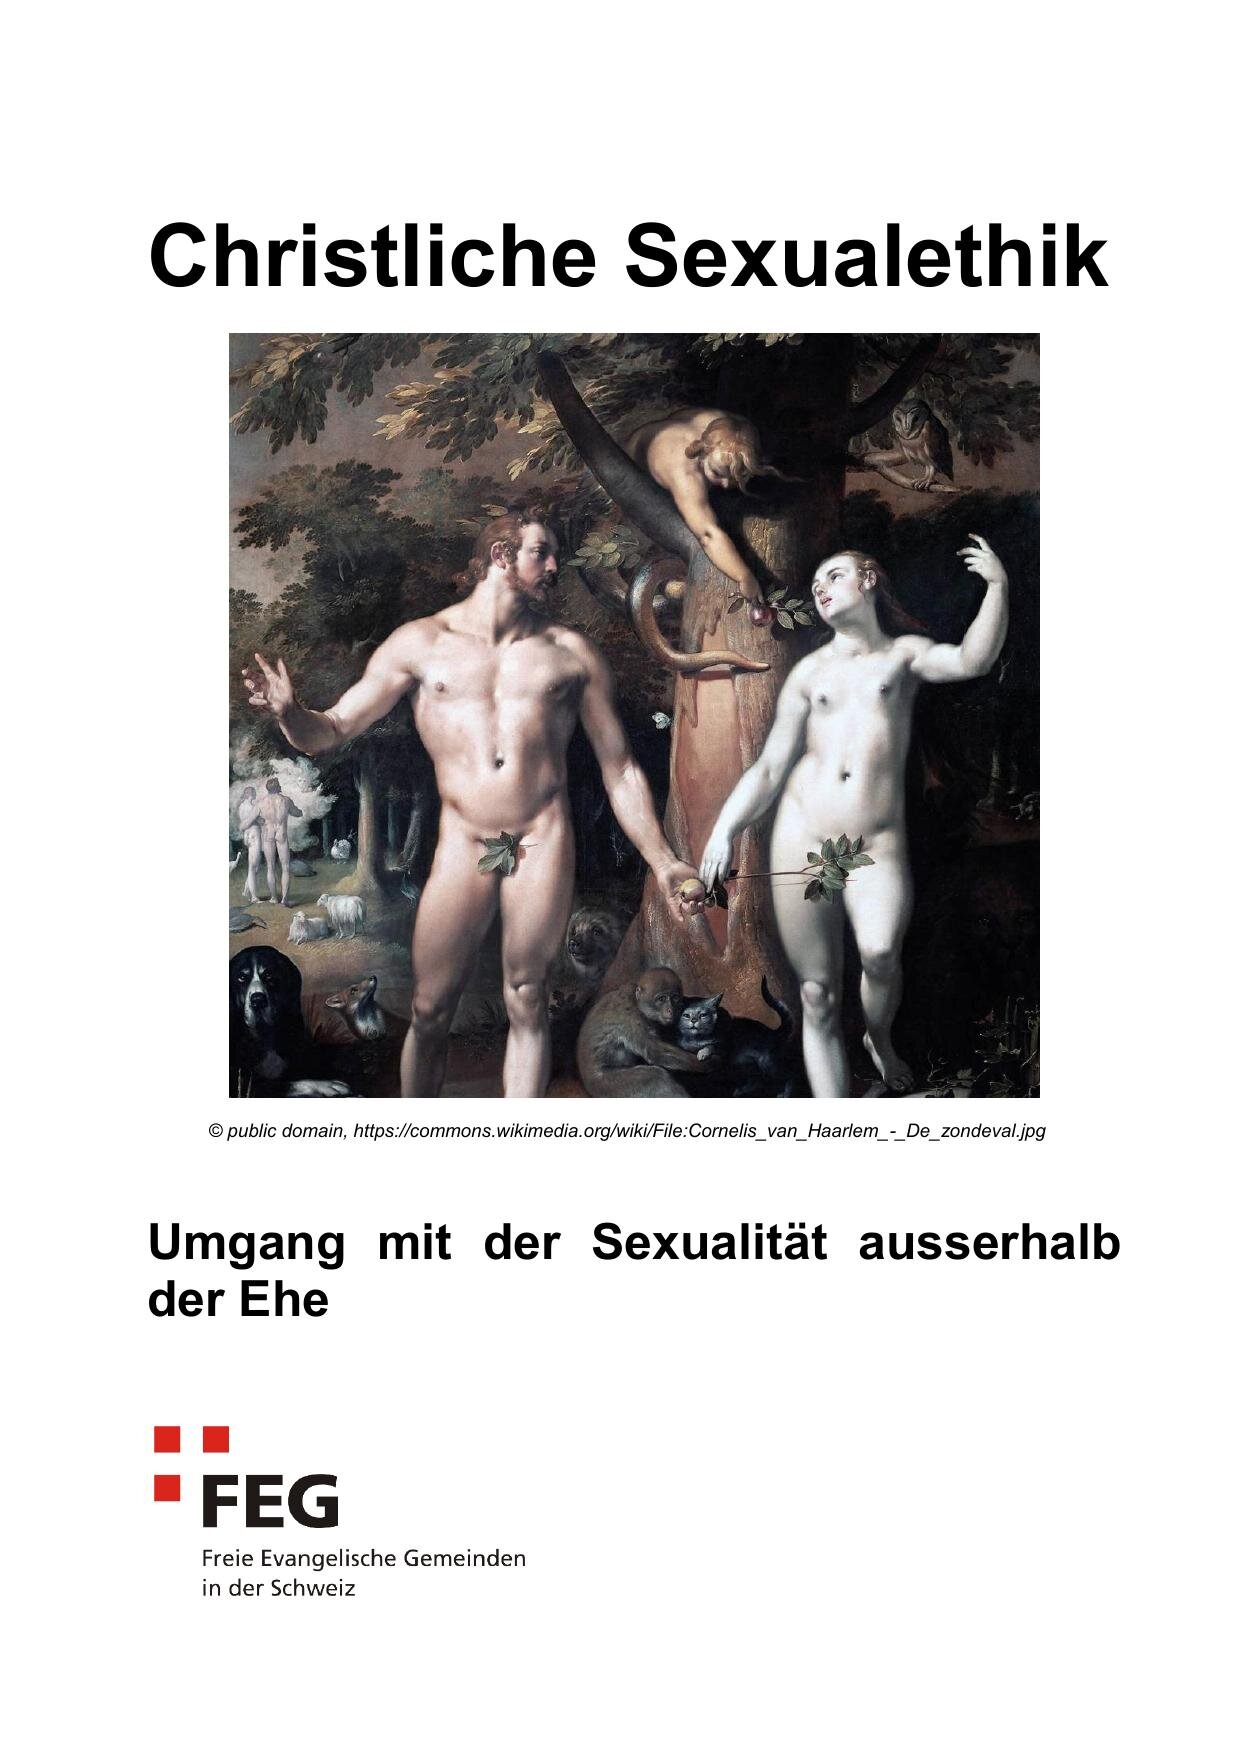 Christliche Sexualethik
© public domain, https://commons.wikimedia.org/wiki/File:Cornelis_van_Haarlem_-_De_zondeval.jpg
Umgang mit der Sexualität ausserhalb
der Ehe
FEG
Freie Evangelische Gemeinden
in der Schweiz